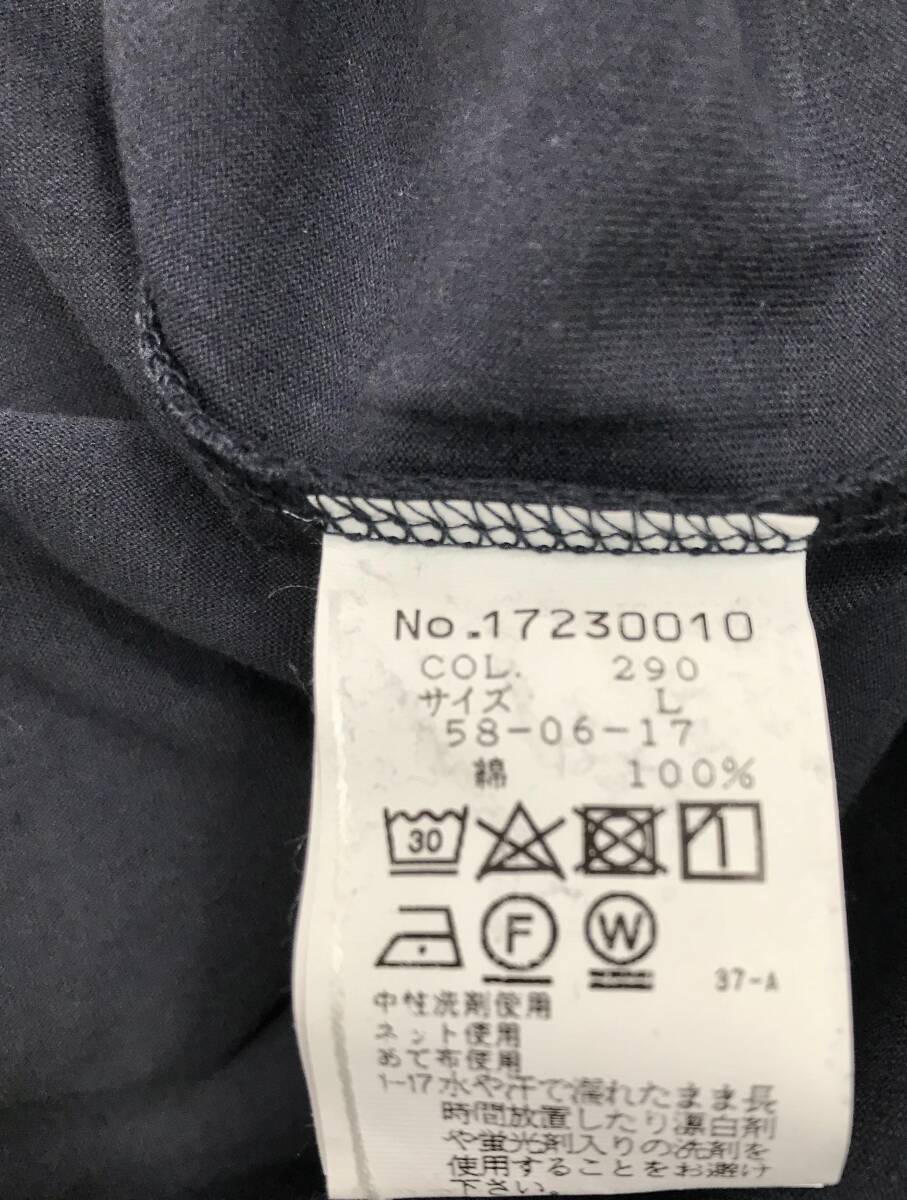 No.17230010
COL. 290
サイズ L
58-06-17
綿 100%
30
F W
37-A
中性洗剤使用
ネット使用
あて布使用
1-17 水や汗で濡れたまま長
時間放置したり漂白剤
や蛍光剤入りの洗剤を
使用することをお避け
下さい。